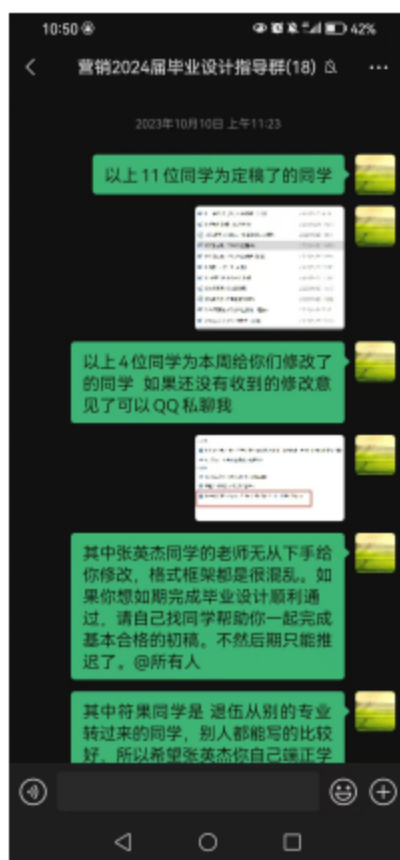 10:50
42%
营销2024届毕业设计指导群(18)
2023年10月10日 上午11:23
以上11位同学为定稿了的同学
以上4位同学为本周给你们修改了
的同学 如果还没有收到的修改意
见了可以QQ私聊我
其中张英杰同学的老师无从下手给
你修改，格式框架都是很混乱。如
果你想如期完成毕业设计顺利通
过，请自己找同学帮助你一起完成
基本合格的初稿。不然后期只能推
迟了。@所有人
其中符果同学是 退伍从别的专业
转过来的同学，别人都能写的比较
好。所以希望张英杰你自己端正学